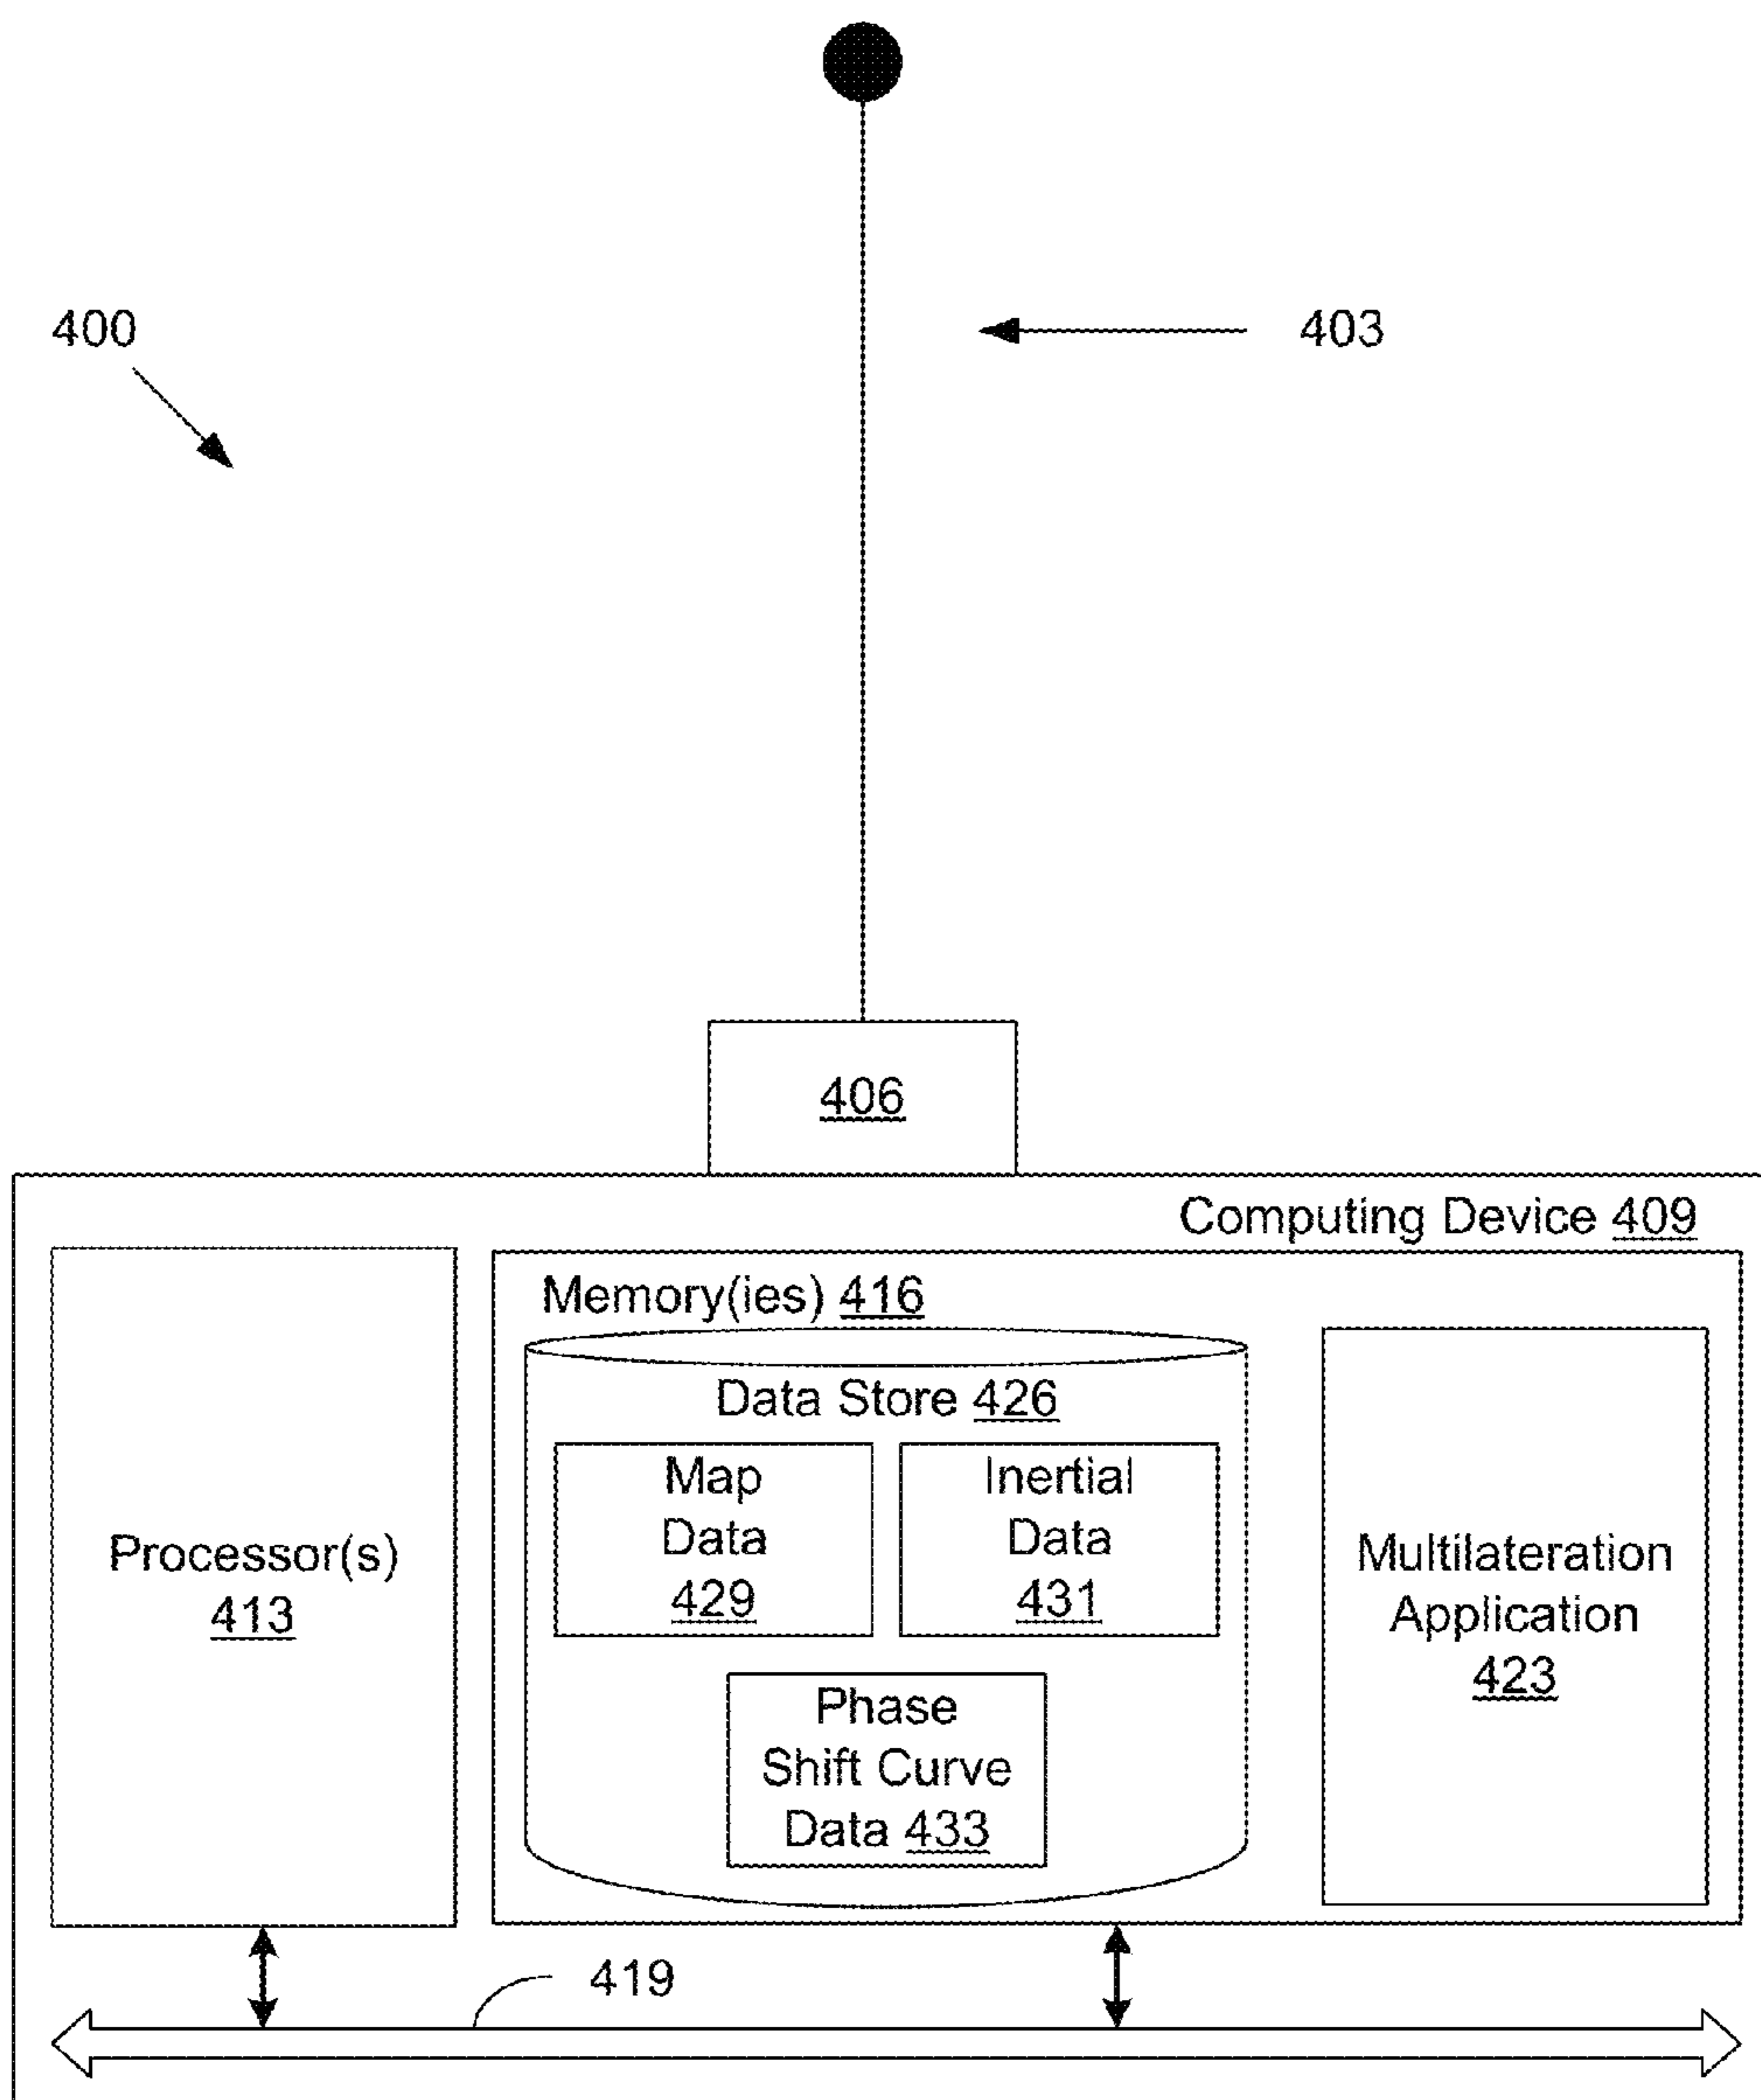 400
403
406
Computing Device 409
Memory(ies) 416
Data Store 426
Map
Data
429
Inertial
Data
431
Phase
Shift Curve
Data 433
Processor(s)
413
Multilateration
Application
423
419